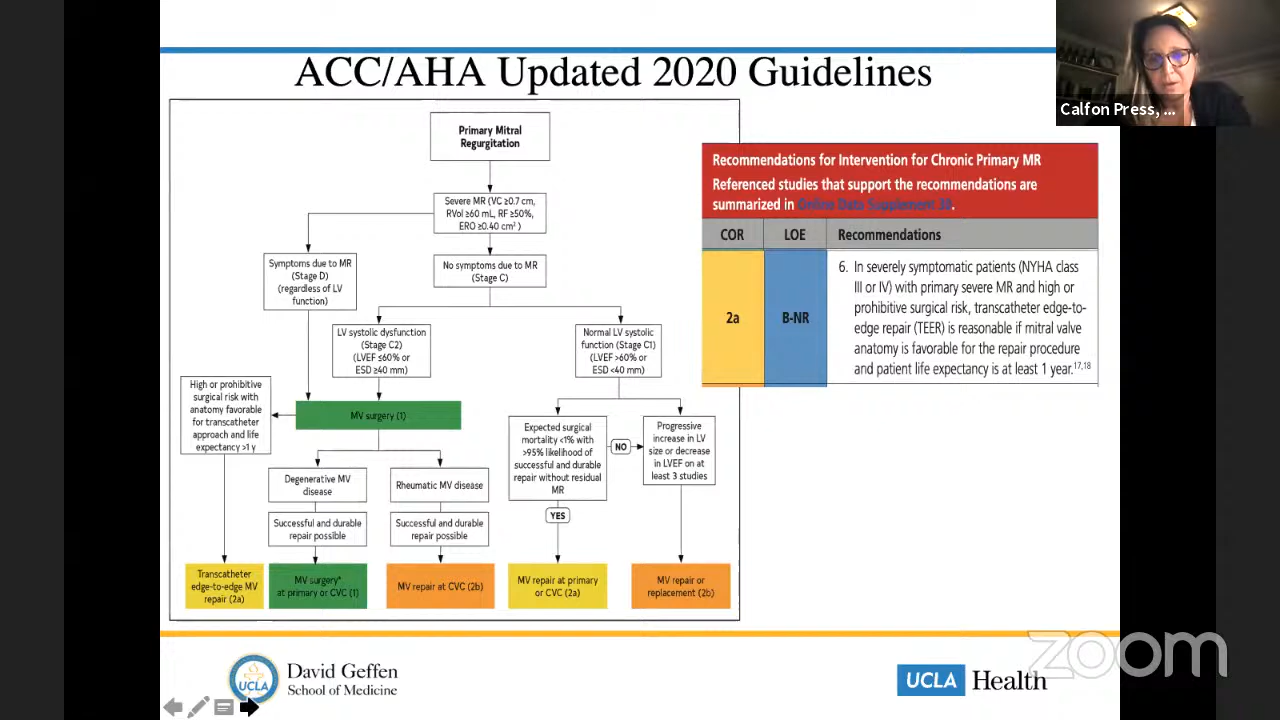 ACC/AHA Updated 2020 Guidelines
Calfon Press, ...
Primary Mitral
Regurgitation
Severe MR (VC ≥0.7 cm,
RVol ≥60 mL, RF ≥50%,
ERO ≥0.40 cm²)
Symptoms due to MR
(Stage D)
(regardless of LV
function)
No symptoms due to MR
(Stage C)
LV systolic dysfunction
(Stage C2)
(LVEF ≤60% or
ESD ≥40 mm)
Normal LV systolic
function (Stage C1)
(LVEF >60% or
ESD <40 mm)
High or prohibitive
surgical risk with
anatomy favorable
for transcatheter
approach and life
expectancy >1 y
MV surgery (1)
Expected surgical
mortality <1% with
>95% likelihood of
successful and durable
repair without residual
MR
NO
Progressive
increase in LV
size or decrease
in LVEF on at
least 3 studies
Degenerative MV
disease
Rheumatic MV disease
Successful and durable
repair possible
Successful and durable
repair possible
YES
Transcatheter
edge-to-edge MV
repair (2a)
MV surgery*
at primary or CVC (1)
MV repair at CVC (2b)
MV repair at primary
or CVC (2a)
MV repair or
replacement (2b)
Recommendations for Intervention for Chronic Primary MR
Referenced studies that support the recommendations are
summarized in Online Data Supplement 30.
COR LOE Recommendations
2a B-NR
6. In severely symptomatic patients (NYHA class
III or IV) with primary severe MR and high or
prohibitive surgical risk, transcatheter edge-to-
edge repair (TEER) is reasonable if mitral valve
anatomy is favorable for the repair procedure
and patient life expectancy is at least 1 year.17,18
UCLA
David Geffen
School of Medicine
UCLA Health
zoom